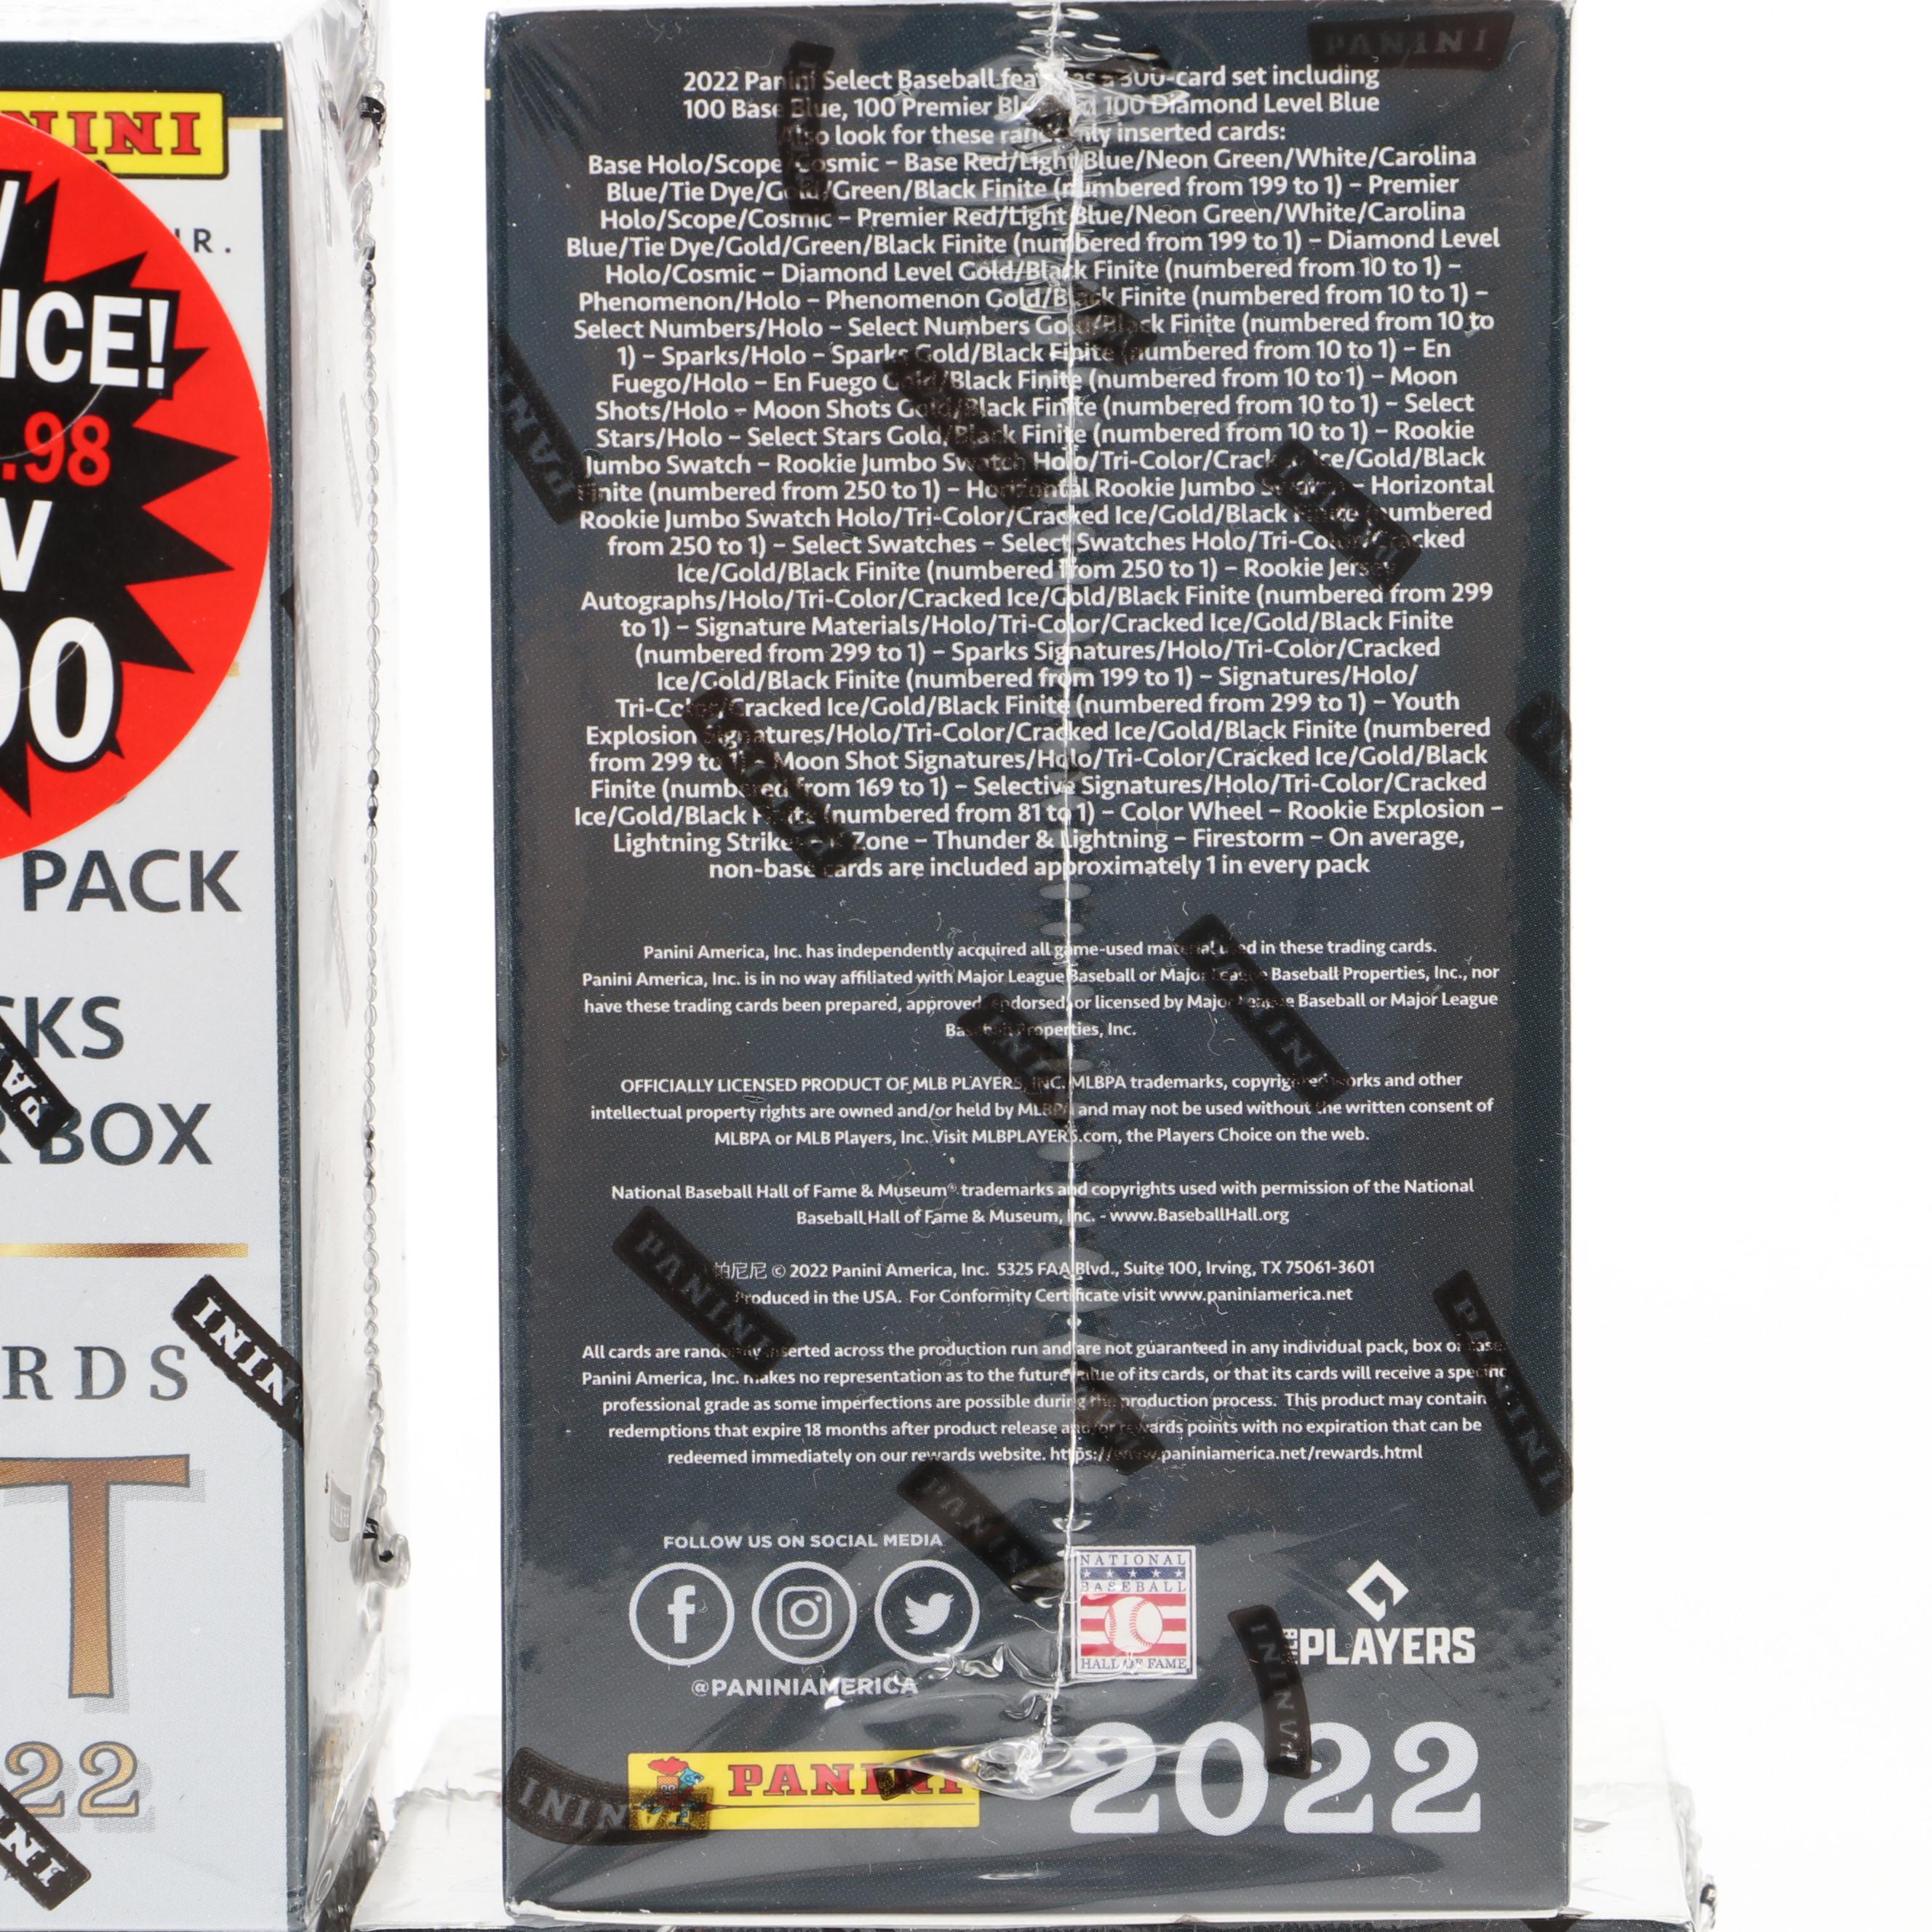 PANINI
ICE!
.98
00
PACK
BOX
RDS
T
22
2022 Panini Select Baseball features a 300-card set including
100 Base Blue, 100 Premier Blue and 100 Diamond Level Blue
Also look for these randomly inserted cards:
Base Holo/Scope/Cosmic – Base Red/Light Blue/Neon Green/White/Carolina
Blue/Tie Dye/Gold/Green/Black Finite (numbered from 199 to 1) – Premier
Holo/Scope/Cosmic – Premier Red/Light Blue/Neon Green/White/Carolina
Blue/Tie Dye/Gold/Green/Black Finite (numbered from 199 to 1) – Diamond Level
Holo/Cosmic – Diamond Level Gold/Black Finite (numbered from 10 to 1) –
Phenomenon/Holo – Phenomenon Gold/Black Finite (numbered from 10 to 1) –
Select Numbers/Holo – Select Numbers Gold/Black Finite (numbered from 10 to
1) – Sparks/Holo – Sparks Gold/Black Finite (numbered from 10 to 1) – En
Fuego/Holo – En Fuego Gold/Black Finite (numbered from 10 to 1) – Moon
Shots/Holo – Moon Shots Gold/Black Finite (numbered from 10 to 1) – Select
Stars/Holo – Select Stars Gold/Black Finite (numbered from 10 to 1) – Rookie
Jumbo Swatch – Rookie Jumbo Swatch Holo/Tri-Color/Cracked Ice/Gold/Black
Finite (numbered from 250 to 1) – Horizontal Rookie Jumbo Swatch – Horizontal
Rookie Jumbo Swatch Holo/Tri-Color/Cracked Ice/Gold/Black Finite (numbered
from 250 to 1) – Select Swatches – Select Swatches Holo/Tri-Color/Cracked
Ice/Gold/Black Finite (numbered from 250 to 1) – Rookie Jersey
Autographs/Holo/Tri-Color/Cracked Ice/Gold/Black Finite (numbered from 299
to 1) – Signature Materials/Holo/Tri-Color/Cracked Ice/Gold/Black Finite
(numbered from 299 to 1) – Sparks Signatures/Holo/Tri-Color/Cracked
Ice/Gold/Black Finite (numbered from 199 to 1) – Signatures/Holo/
Tri-Color/Cracked Ice/Gold/Black Finite (numbered from 299 to 1) – Youth
Explosion Signatures/Holo/Tri-Color/Cracked Ice/Gold/Black Finite (numbered
from 299 to 1) – Moon Shot Signatures/Holo/Tri-Color/Cracked Ice/Gold/Black
Finite (numbered from 169 to 1) – Selective Signatures/Holo/Tri-Color/Cracked
Ice/Gold/Black Finite (numbered from 81 to 1) – Color Wheel – Rookie Explosion –
Lightning Strike Zone – Thunder & Lightning – Firestorm – On average,
non-base cards are included approximately 1 in every pack
Panini America, Inc. has independently acquired all game-used material used in these trading cards.
Panini America, Inc. is in no way affiliated with Major League Baseball or Major League Baseball Properties, Inc., nor
have these trading cards been prepared, approved, endorsed or licensed by Major League Baseball or Major League
Baseball Properties, Inc.
OFFICIALLY LICENSED PRODUCT OF MLB PLAYERS, INC. MLBPA trademarks, copyrighted works and other
intellectual property rights are owned and/or held by MLBPA and may not be used without the written consent of
MLBPA or MLB Players, Inc. Visit MLBPLAYERS.com, the Players Choice on the web.
National Baseball Hall of Fame & Museum® trademarks and copyrights used with permission of the National
Baseball Hall of Fame & Museum, Inc. - www.BaseballHall.org
帕尼尼 © 2022 Panini America, Inc. 5325 FAA Blvd., Suite 100, Irving, TX 75061-3601
Produced in the USA. For Conformity Certificate visit www.paniniamerica.net
All cards are randomly inserted across the production run and are not guaranteed in any individual pack, box or case.
Panini America, Inc. makes no representation as to the future value of its cards, or that its cards will receive a specific
professional grade as some imperfections are possible during the production process. This product may contain
redemptions that expire 18 months after product release and/or rewards points with no expiration that can be
redeemed immediately on our rewards website. https://www.paniniamerica.net/rewards.html
FOLLOW US ON SOCIAL MEDIA
@PANINIAMERICA
NATIONAL
BASEBALL
HALL OF FAME
MLB PLAYERS
PANINI
2022